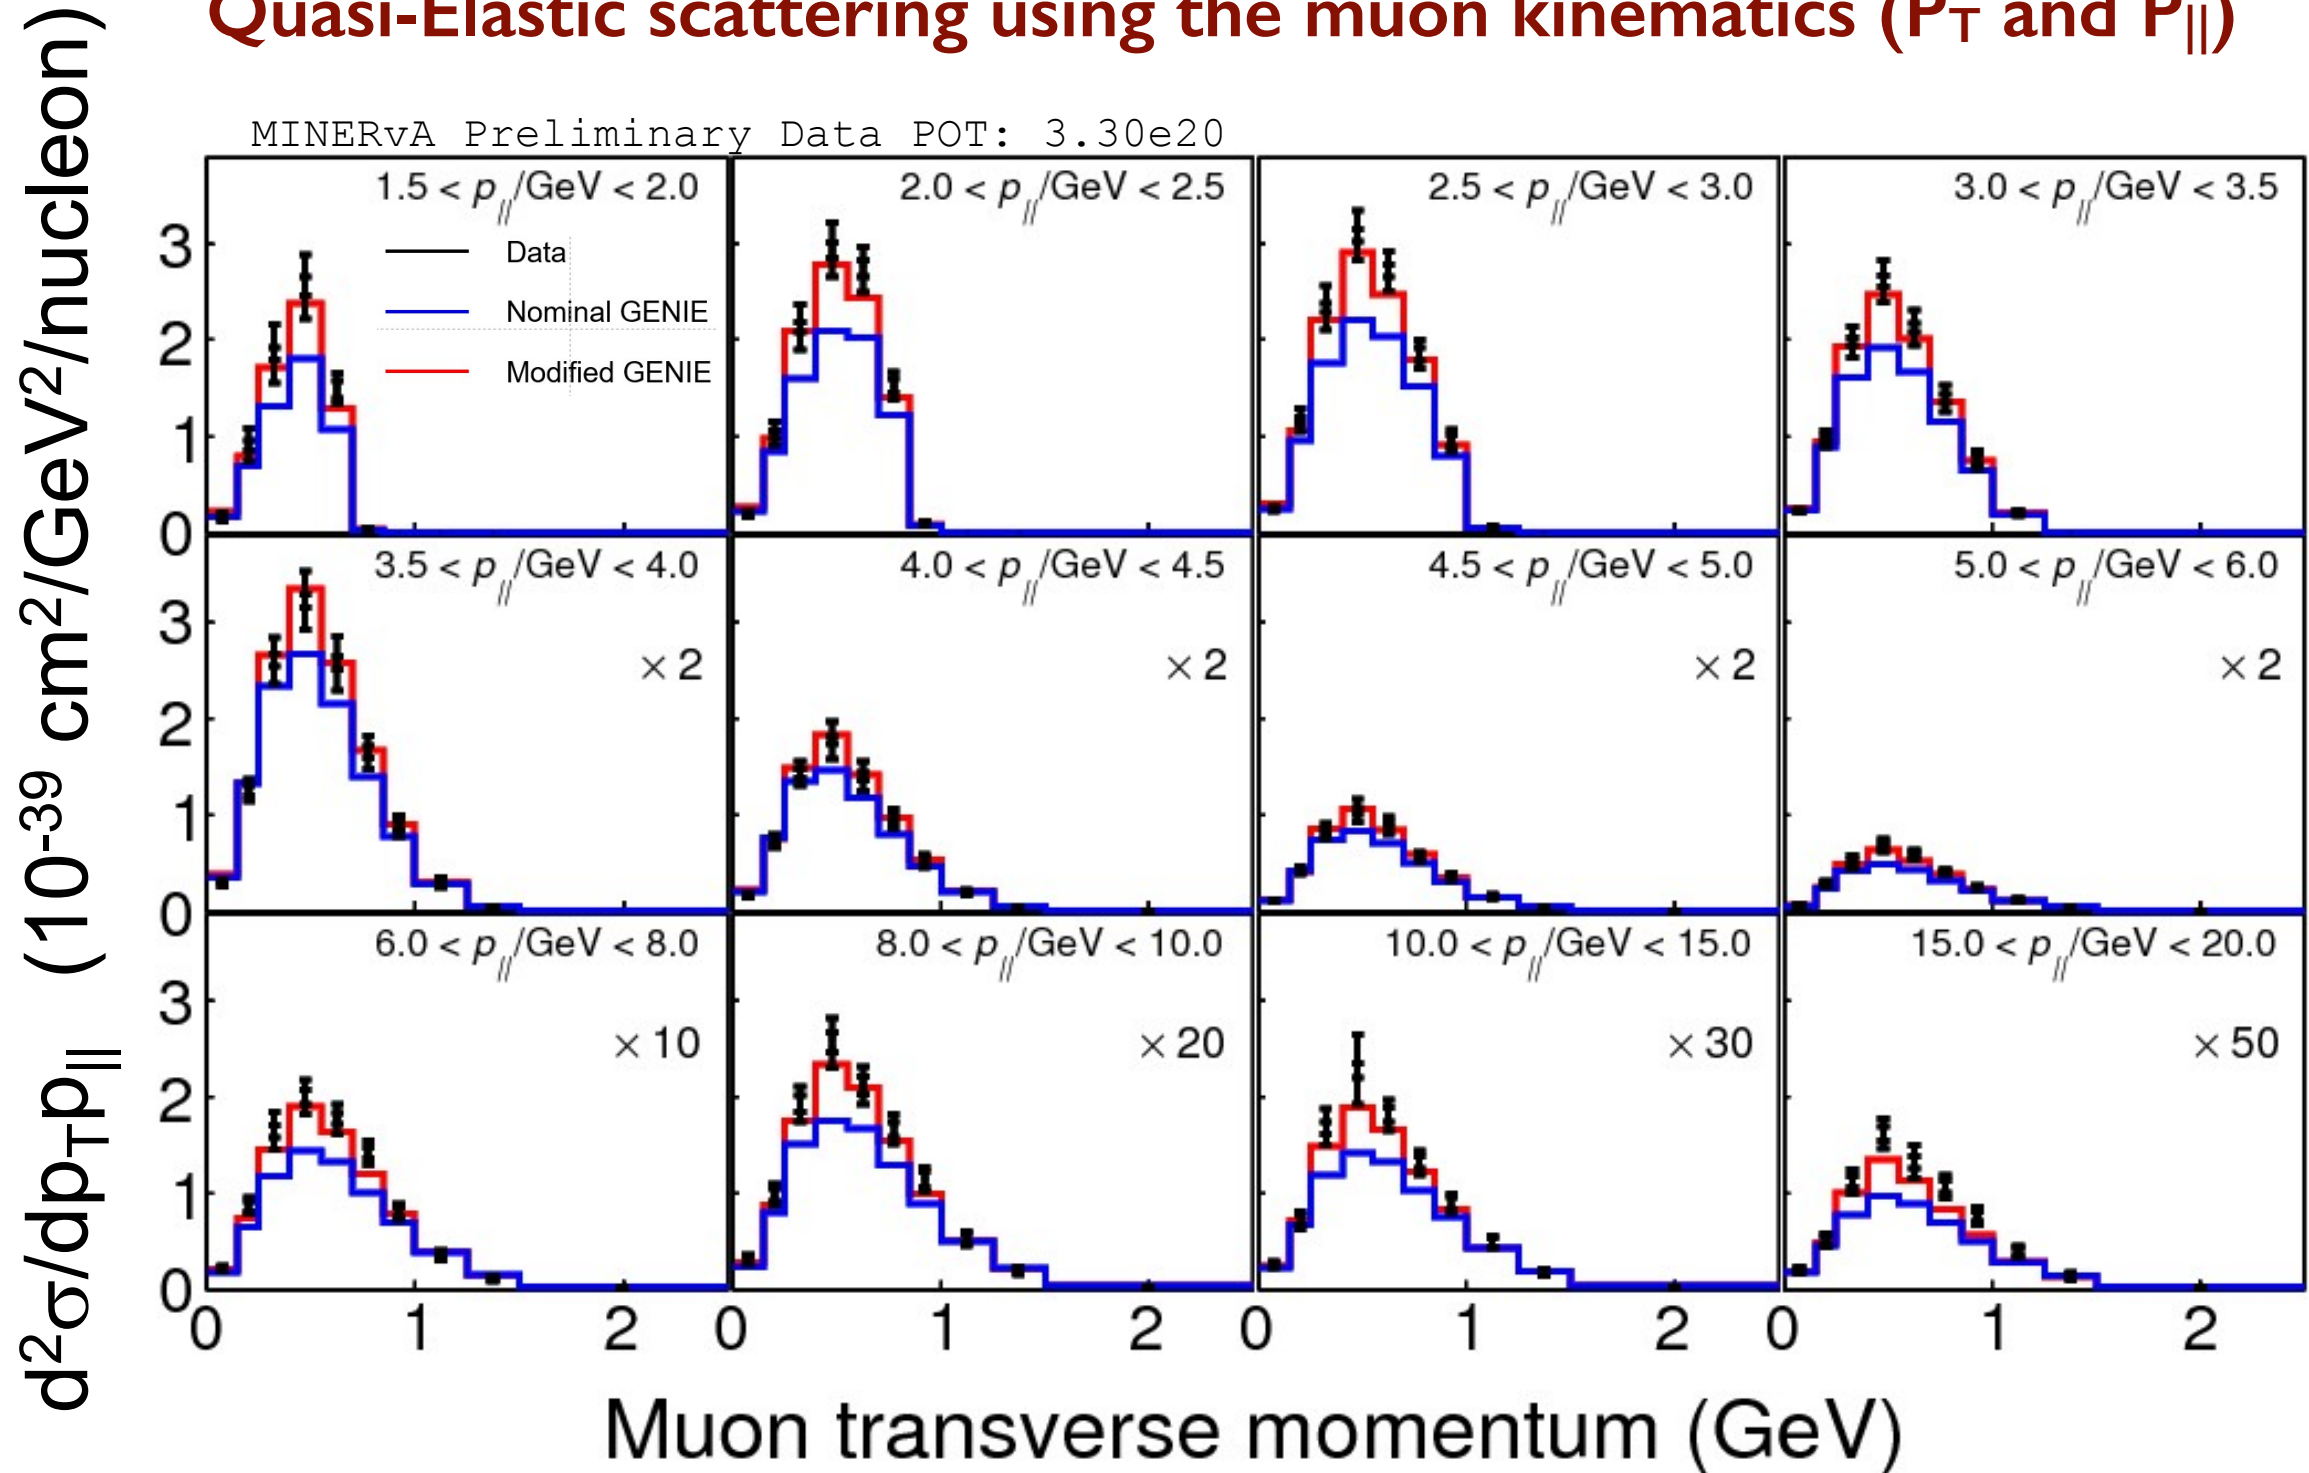 Quasi-Elastic scattering using the muon kinematics (PT and P||)
MINERvA Preliminary Data POT: 3.30e20
d²σ/dpTp|| (10⁻³⁹ cm²/GeV²/nucleon)
1.5 < p///GeV < 2.0
2.0 < p///GeV < 2.5
2.5 < p///GeV < 3.0
3.0 < p///GeV < 3.5
Data
Nominal GENIE
Modified GENIE
3
2
1
0
3.5 < p///GeV < 4.0
4.0 < p///GeV < 4.5
4.5 < p///GeV < 5.0
5.0 < p///GeV < 6.0
× 2
× 2
× 2
× 2
3
2
1
0
6.0 < p///GeV < 8.0
8.0 < p///GeV < 10.0
10.0 < p///GeV < 15.0
15.0 < p///GeV < 20.0
× 10
× 20
× 30
× 50
3
2
1
0
0 1 2 0 1 2 0 1 2 0 1 2
Muon transverse momentum (GeV)